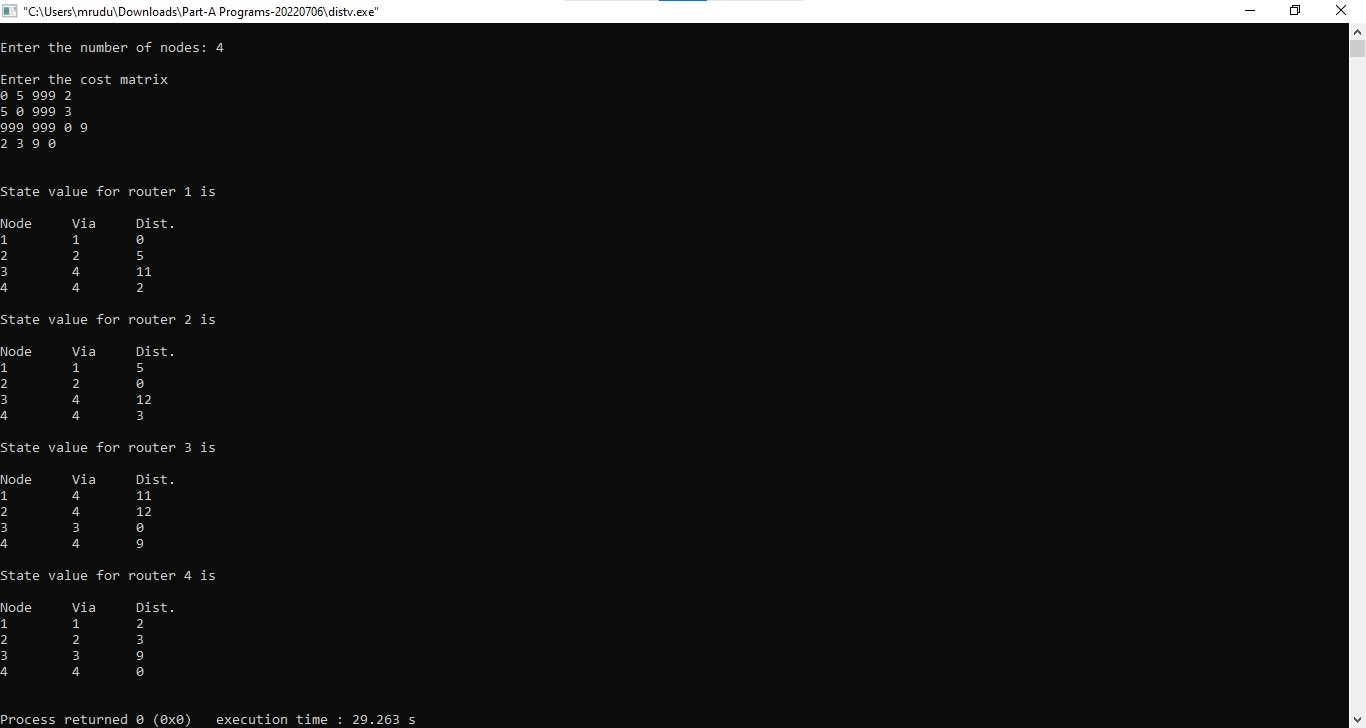 "C:\Users\mrudu\Downloads\Part-A Programs-20220706\distv.exe"
Enter the number of nodes: 4
Enter the cost matrix
0 5 999 2
5 0 999 3
999 999 0 9
2 3 9 0
State value for router 1 is
Node Via Dist.
1 1 0
2 2 5
3 4 11
4 4 2
State value for router 2 is
Node Via Dist.
1 1 5
2 2 0
3 4 12
4 4 3
State value for router 3 is
Node Via Dist.
1 4 11
2 4 12
3 3 0
4 4 9
State value for router 4 is
Node Via Dist.
1 1 2
2 2 3
3 3 9
4 4 0
Process returned 0 (0x0) execution time : 29.263 s